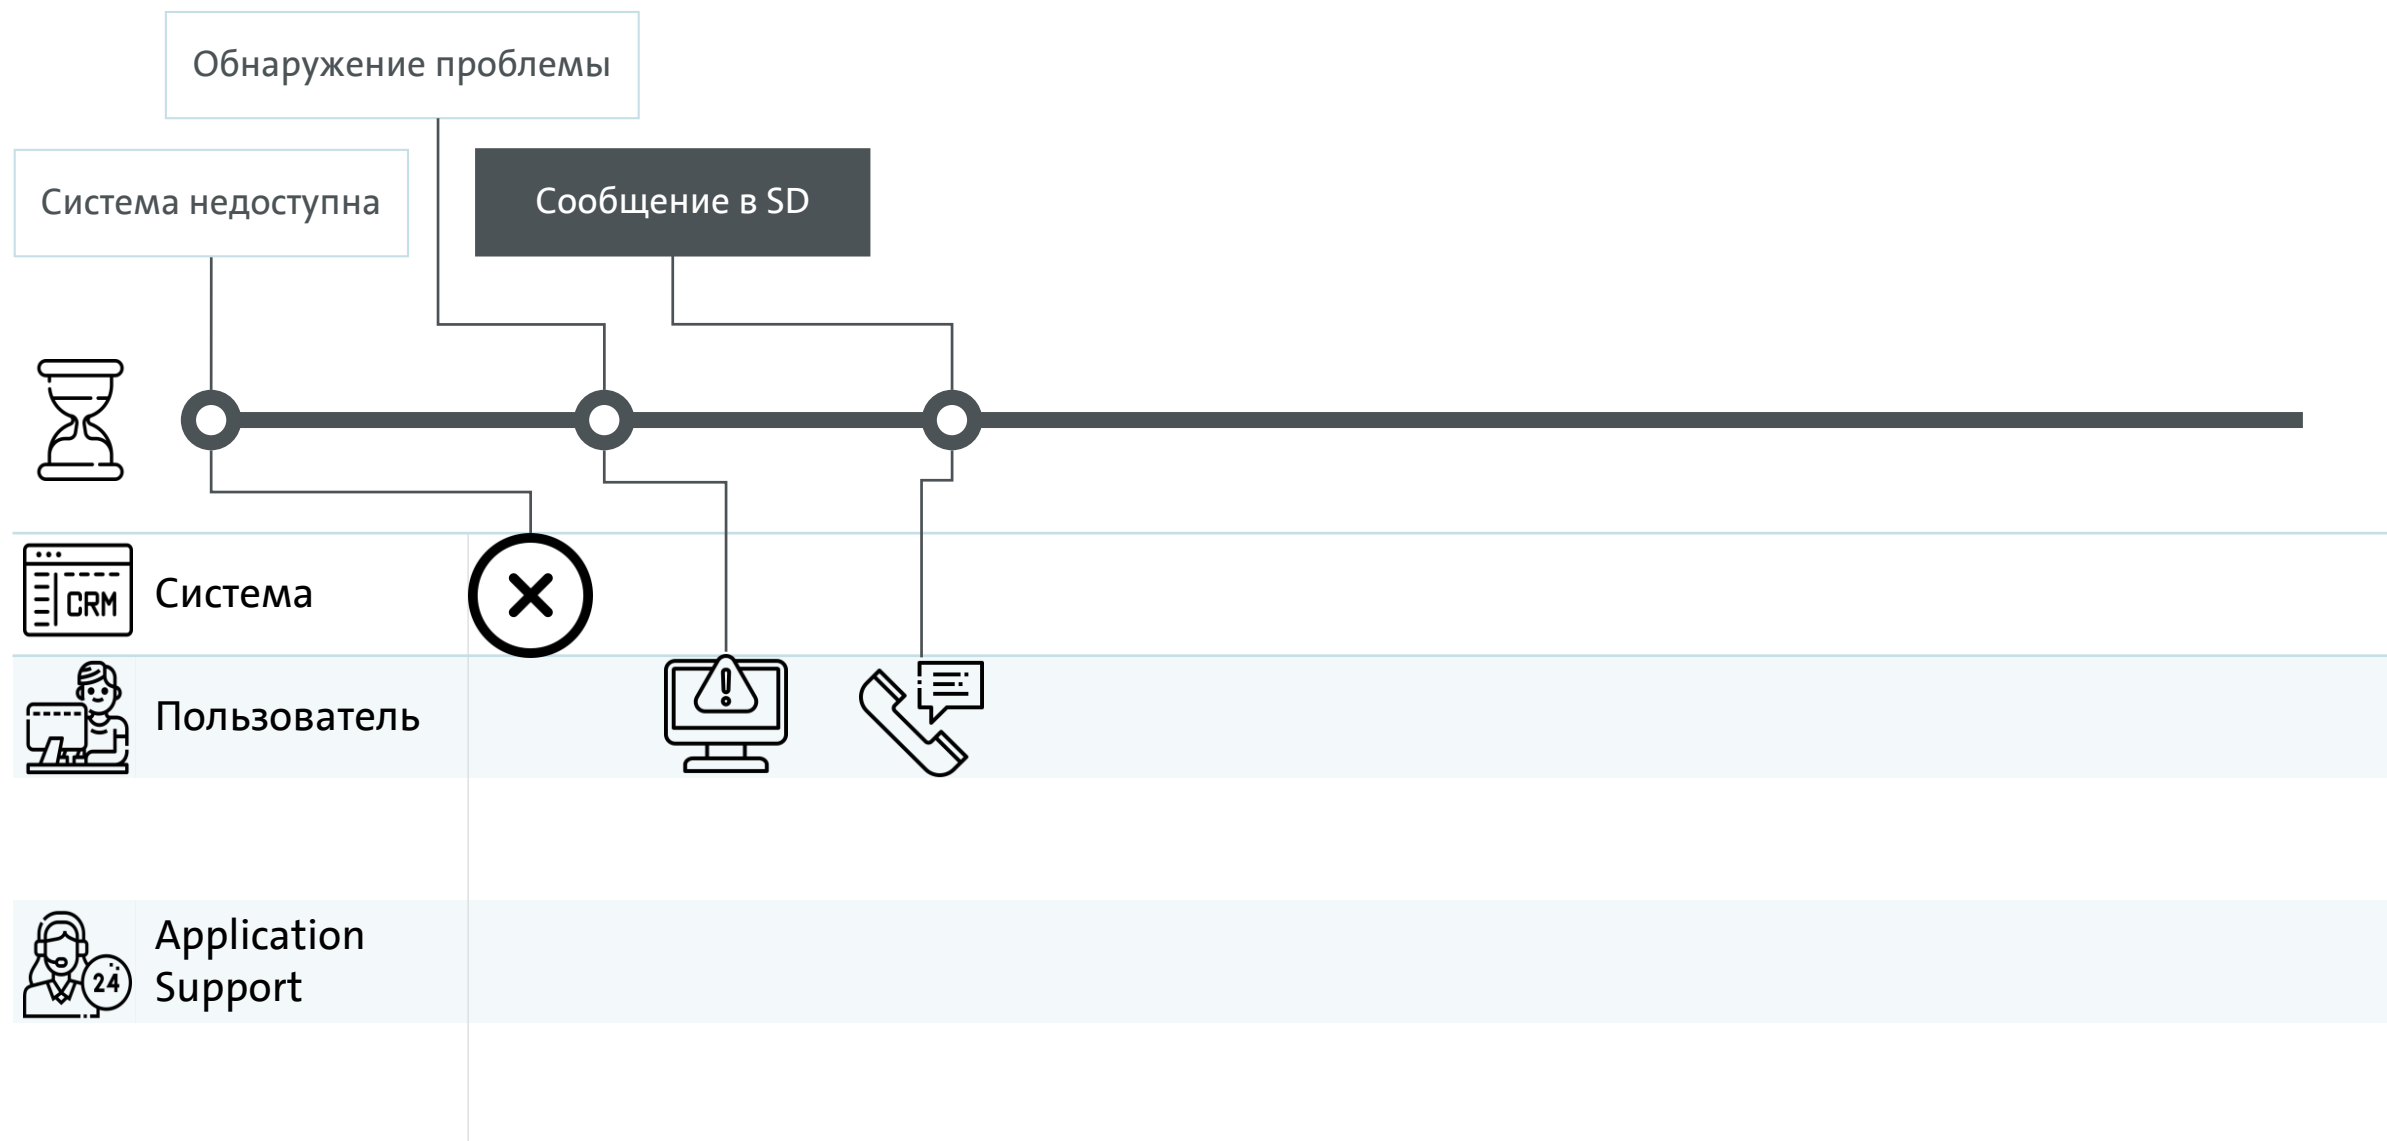 Обнаружение проблемы
Система недоступна
Сообщение в SD
CRM
Система
Пользователь
24
Application
Support